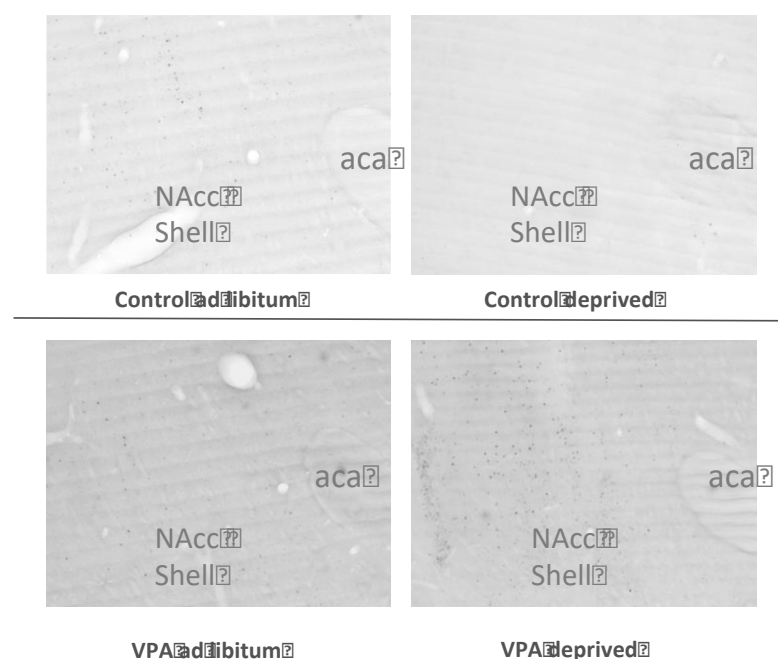 aca
aca
NAcc
Shell
NAcc
Shell
Control ad libitum
Control deprived
aca
aca
NAcc
Shell
NAcc
Shell
VPA ad libitum
VPA deprived